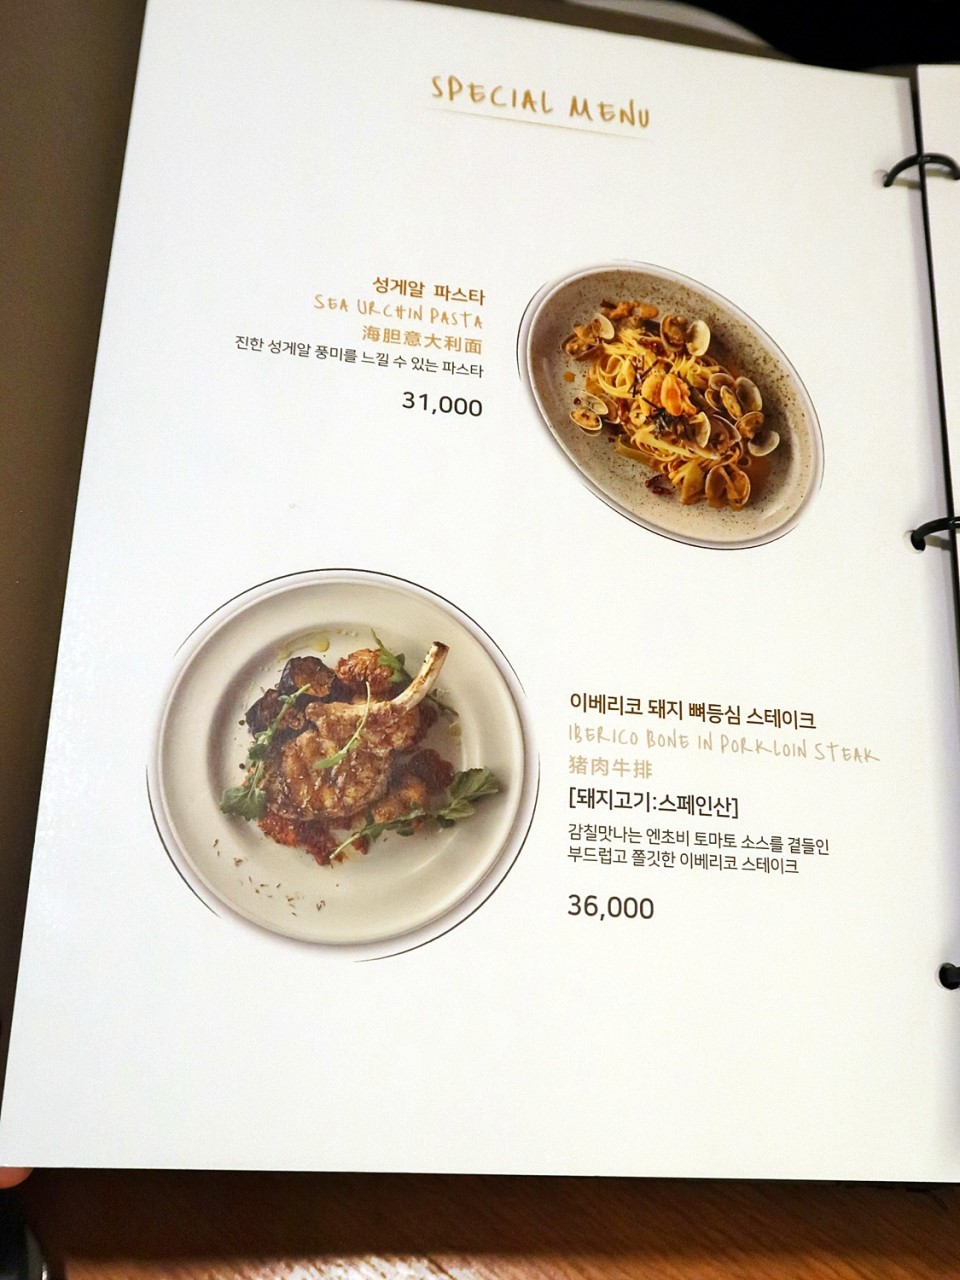 SPECIAL MENU
성게알 파스타
SEA URCHIN PASTA
海胆意大利面
진한 성게알 풍미를 느낄 수 있는 파스타
31,000
이베리코 돼지 뼈등심 스테이크
IBERICO BONE IN PORKLOIN STEAK
猪肉牛排
[돼지고기:스페인산]
감칠맛나는 엔초비 토마토 소스를 곁들인
부드럽고 쫄깃한 이베리코 스테이크
36,000